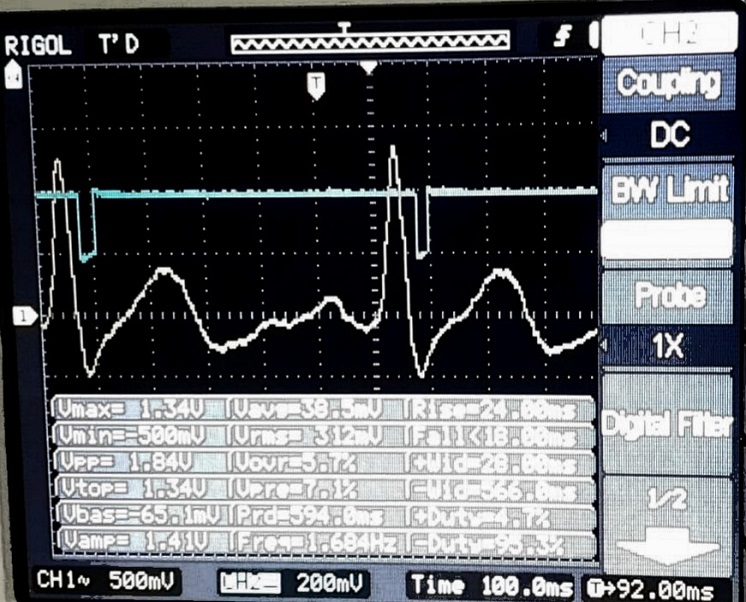 RIGOL T'D T
CH2
Coupling
DC
BW Limit
T
Probe
1
1X
Digital Filter
Vmax= 1.34V Vavg=38.5mV Rise=24.00ms
Vmin=-500mV Vrms= 312mV Fall<18.00ms
Vpp= 1.84V Vovr=5.7% +Wid=28.00ms
Vtop= 1.34V Vpre=7.1% -Wid=566.0ms
Vbas=-65.1mV Prd=594.0ms +Duty=4.7%
Vamp= 1.41V Freq=1.684Hz -Duty=95.3%
1/2
CH1~ 500mV CH2= 200mV Time 100.0ms T→92.00ms